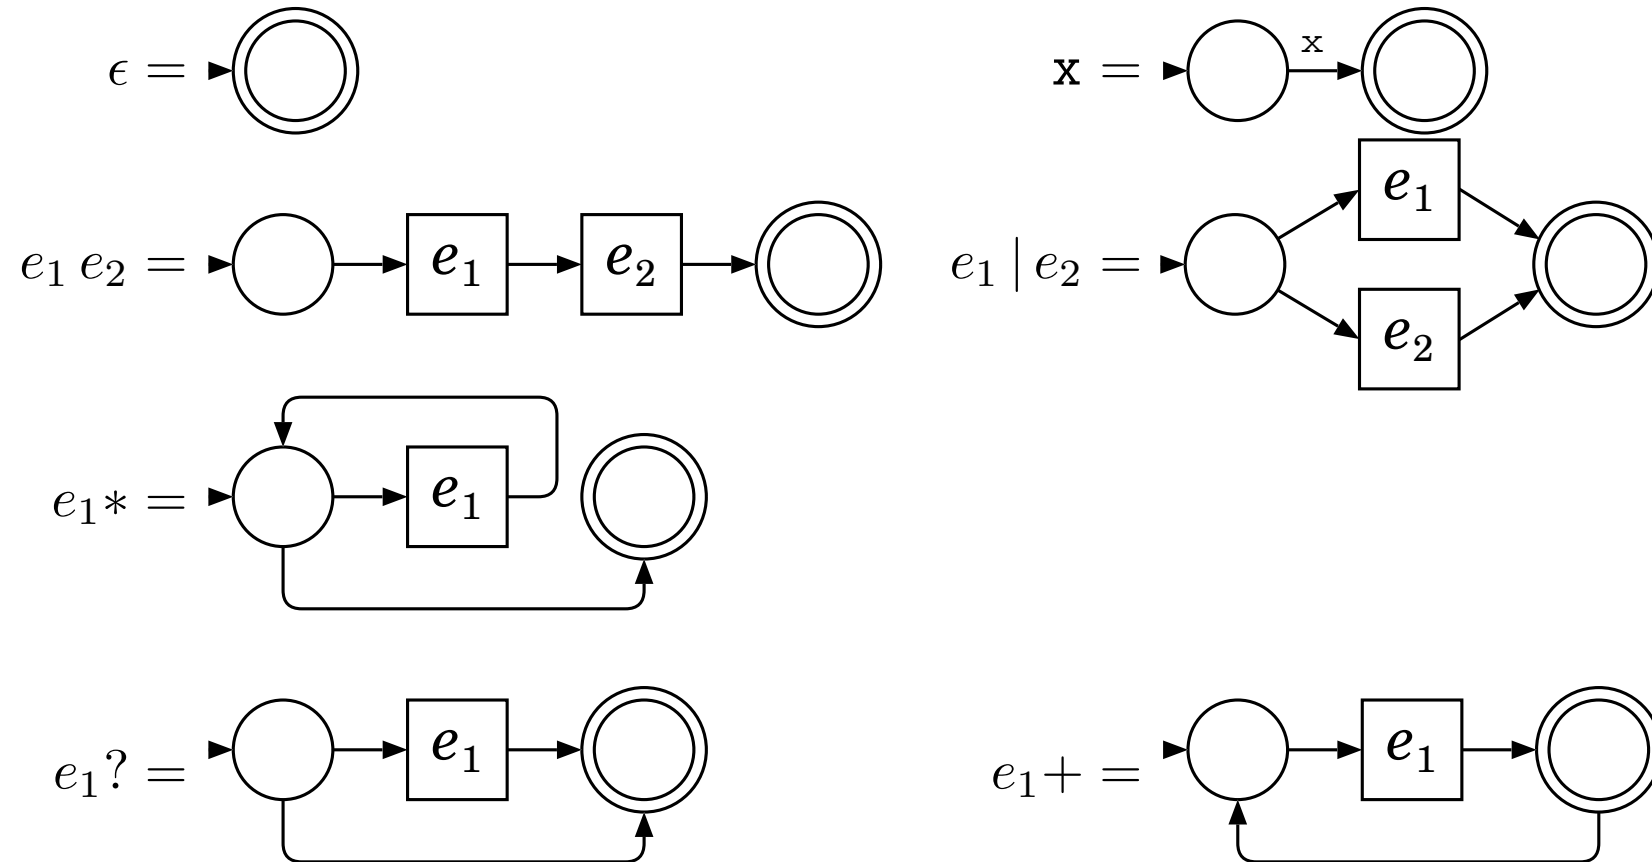 ϵ =
x = x
e₁ e₂ = e₁ e₂
e₁ | e₂ = e₁ e₂
e₁* = e₁
e₁? = e₁
e₁+ = e₁